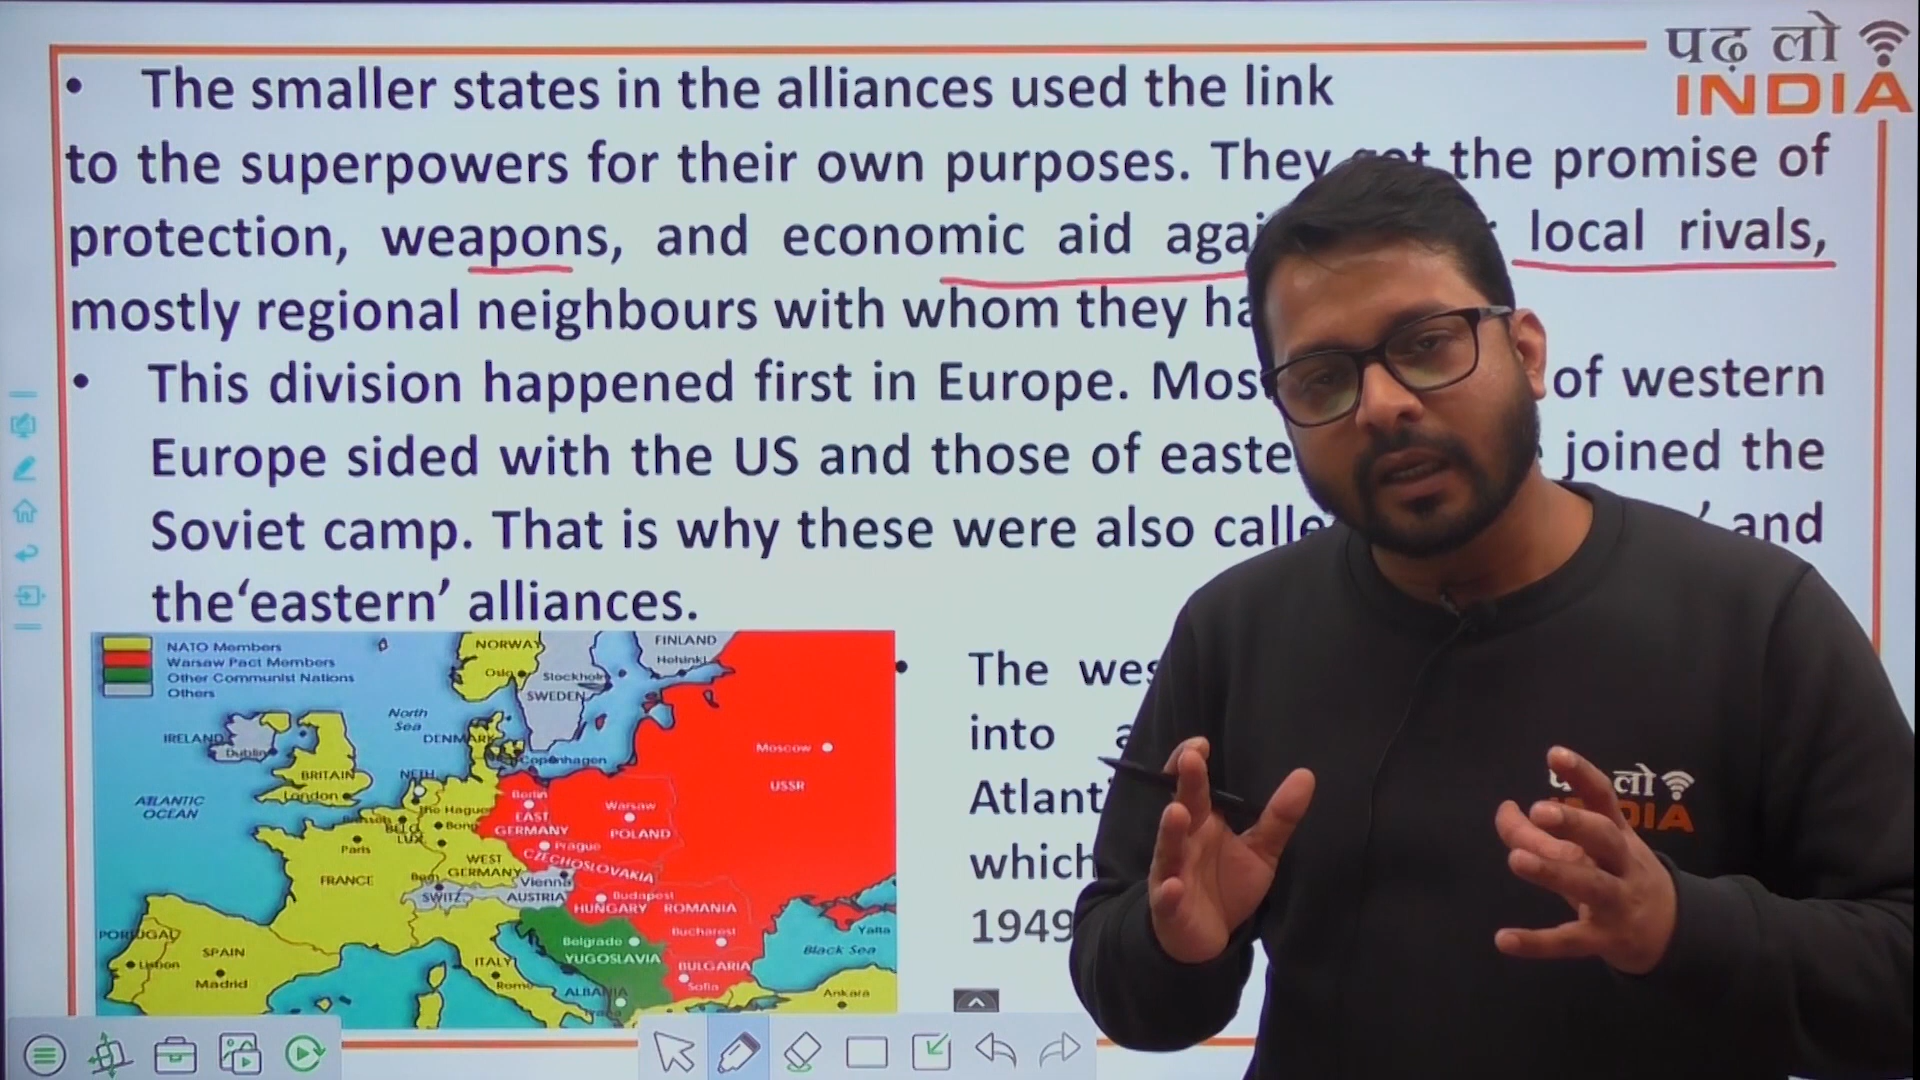 पढ़ लो
INDIA
• The smaller states in the alliances used the link
to the superpowers for their own purposes. They the promise of
protection, weapons, and economic aid local rivals,
mostly regional neighbours with whom they
• This division happened first in Europe. of western
Europe sided with the US and those of joined the
Soviet camp. That is why these were also and
the‘eastern’ alliances.
• The
into
which
1949
NATO Members
Warsaw Pact Members
Other Communist Nations
Others
NORWAY
Oslo
FINLAND
Helsinki
Stockholm
SWEDEN
North
Sea
IRELAND
Dublin
DENMARK
Copenhagen
BRITAIN
London
NETH.
The Hague
ATLANTIC
OCEAN
Moscow
USSR
Berlin
EAST
GERMANY
Warsaw
POLAND
Brussels
BELG.
LUX.
Bonn
Paris
Prague
CZECHOSLOVAKIA
WEST
GERMANY
FRANCE
Bern
SWITZ.
Vienna
AUSTRIA
Budapest
HUNGARY
ROMANIA
Bucharest
Yalta
Black Sea
PORTUGAL
Lisbon
SPAIN
Madrid
ITALY
Rome
Belgrade
YUGOSLAVIA
BULGARIA
Sofia
ALBANIA
Ankara
लो